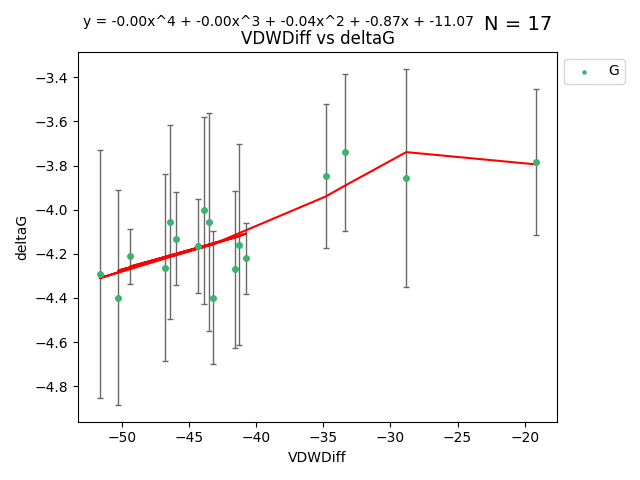 y = -0.00x^4 + -0.00x^3 + -0.04x^2 + -0.87x + -11.07 N = 17
VDWDiff vs deltaG
G
−3.4
−3.6
−3.8
−4.0
−4.2
−4.4
−4.6
−4.8
deltaG
−50 −45 −40 −35 −30 −25 −20
VDWDiff